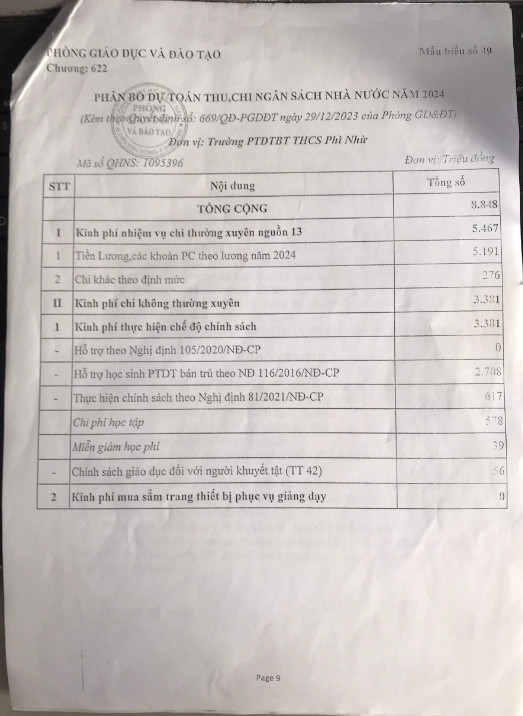 PHÒNG GIÁO DỤC VÀ ĐÀO TẠO
Mẫu biểu số 49
Chương: 622
PHÂN BỔ DỰ TOÁN THU,CHI NGÂN SÁCH NHÀ NƯỚC NĂM 2024
(Kèm theo Quyết định số: 669/QĐ-PGDĐT ngày 29/12/2023 của Phòng GD&ĐT)
PHÒNG
VÀ ĐÀO TẠO
Đơn vị: Trường PTDTBT THCS Phì Nhừ
Mã số QHNS: 1095396
Đơn vị: Triệu đồng
STT Nội dung Tổng số
TỔNG CỘNG 8.848
I Kinh phí nhiệm vụ chi thường xuyên nguồn 13 5.467
1 Tiền Lương,các khoản PC theo lương năm 2024 5.191
2 Chi khác theo định mức 276
II Kinh phí chi không thường xuyên 3.381
1 Kinh phí thực hiện chế độ chính sách 3.381
- Hỗ trợ theo Nghị định 105/2020/NĐ-CP 0
- Hỗ trợ học sinh PTDT bán trú theo NĐ 116/2016/NĐ-CP 2.708
- Thực hiện chính sách theo Nghị định 81/2021/NĐ-CP 617
Chi phí học tập 578
Miễn giảm học phí 39
- Chính sách giáo dục đối với người khuyết tật (TT 42) 56
2 Kinh phí mua sắm trang thiết bị phục vụ giảng dạy 0
Page 9